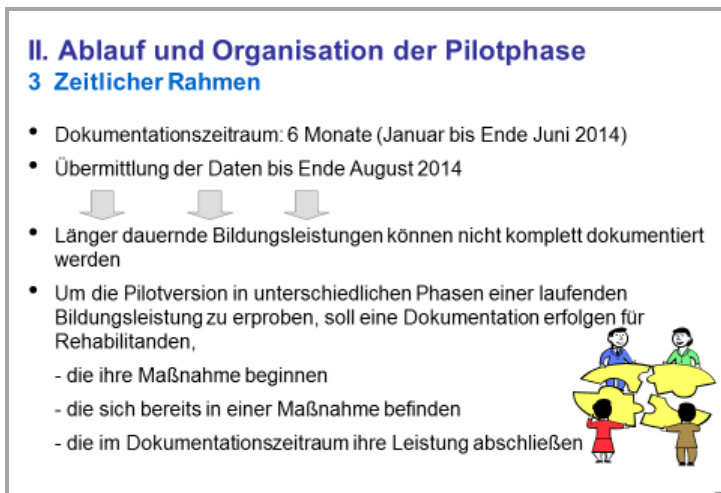 II. Ablauf und Organisation der Pilotphase
3 Zeitlicher Rahmen
• Dokumentationszeitraum: 6 Monate (Januar bis Ende Juni 2014)
• Übermittlung der Daten bis Ende August 2014
• Länger dauernde Bildungsleistungen können nicht komplett dokumentiert
werden
• Um die Pilotversion in unterschiedlichen Phasen einer laufenden
Bildungsleistung zu erproben, soll eine Dokumentation erfolgen für
Rehabilitanden,
- die ihre Maßnahme beginnen
- die sich bereits in einer Maßnahme befinden
- die im Dokumentationszeitraum ihre Leistung abschließen